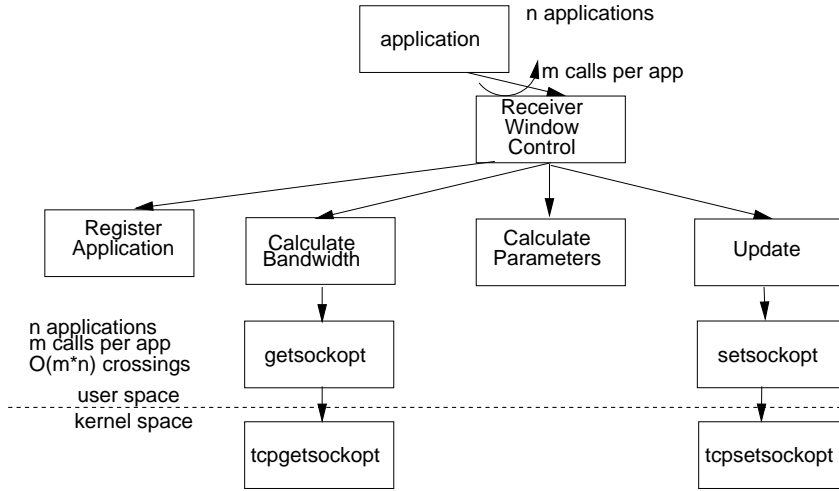 n applications
application
m calls per app
Receiver
Window
Control
Register
Application
Calculate
Bandwidth
Calculate
Parameters
Update
n applications
m calls per app
O(m*n) crossings
getsockopt
setsockopt
user space
kernel space
tcpgetsockopt
tcpsetsockopt